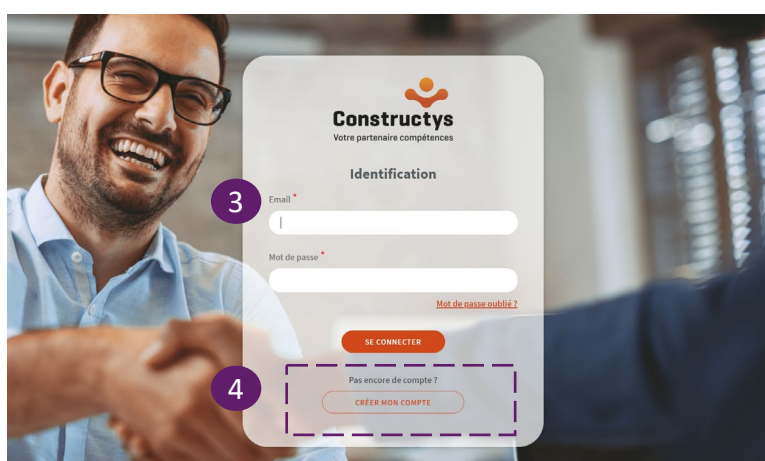 Constructys
Votre partenaire compétences
Identification
3
Email *
Mot de passe *
Mot de passe oublié ?
SE CONNECTER
4
Pas encore de compte ?
CRÉER MON COMPTE